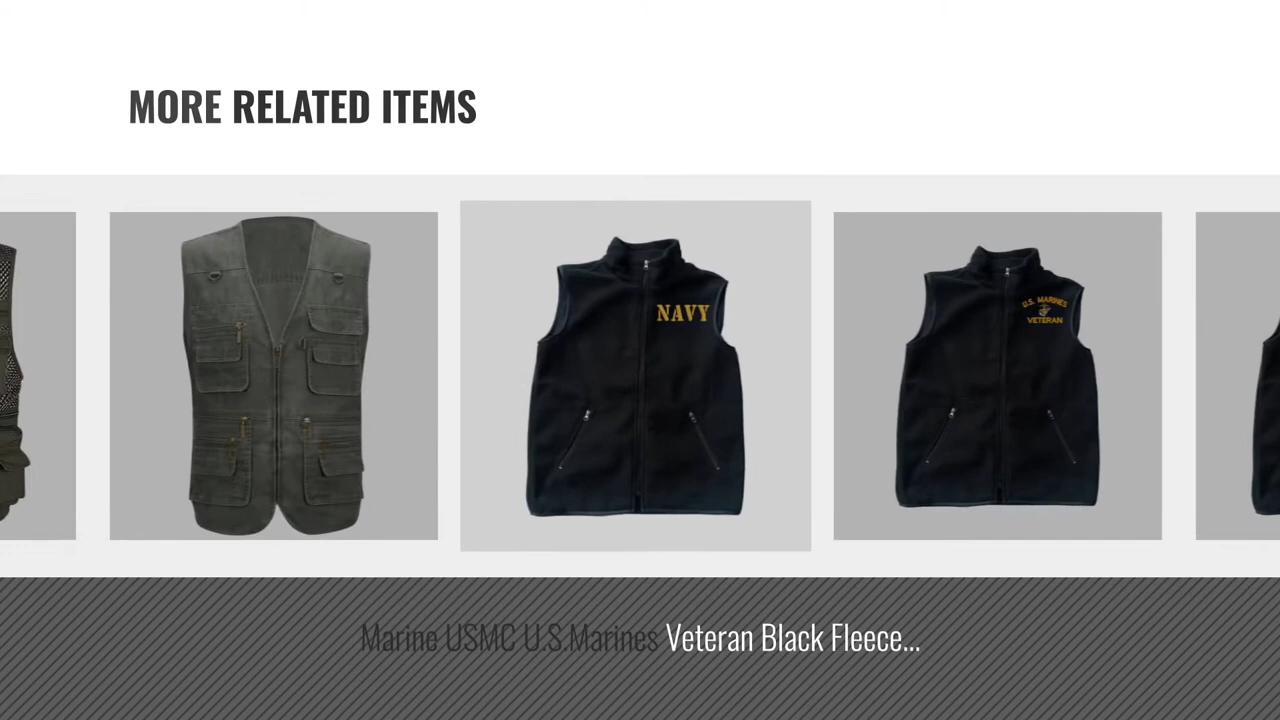 MORE RELATED ITEMS
NAVY
U.S. MARINES
VETERAN
Marine USMC U.S.Marines Veteran Black Fleece...